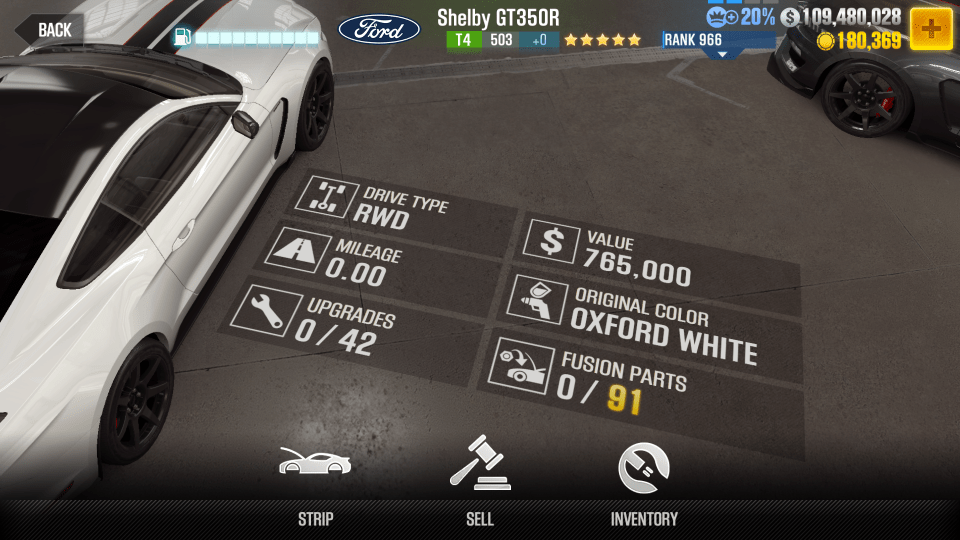 BACK
Ford
Shelby GT350R
T4 503 +0
RANK 966
20%
$ 109,480,028
180,369
DRIVE TYPE
RWD
MILEAGE
0.00
UPGRADES
0 / 42
$
VALUE
765,000
ORIGINAL COLOR
OXFORD WHITE
FUSION PARTS
0 / 91
STRIP
SELL
INVENTORY